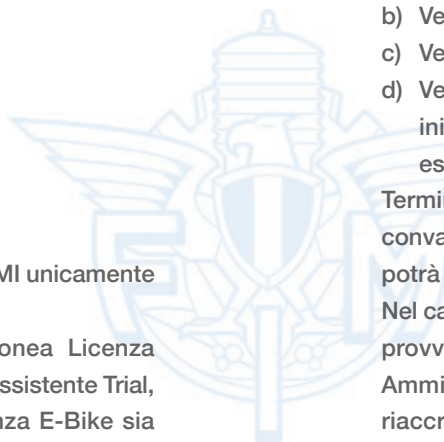 MI unicamente
onea Licenza
ssistente Trial,
nza E-Bike sia
b) Ve
c) Ve
d) Ve
ini
es
Termi
conva
potrà
Nel ca
provv
Ammi
riaccr
F M